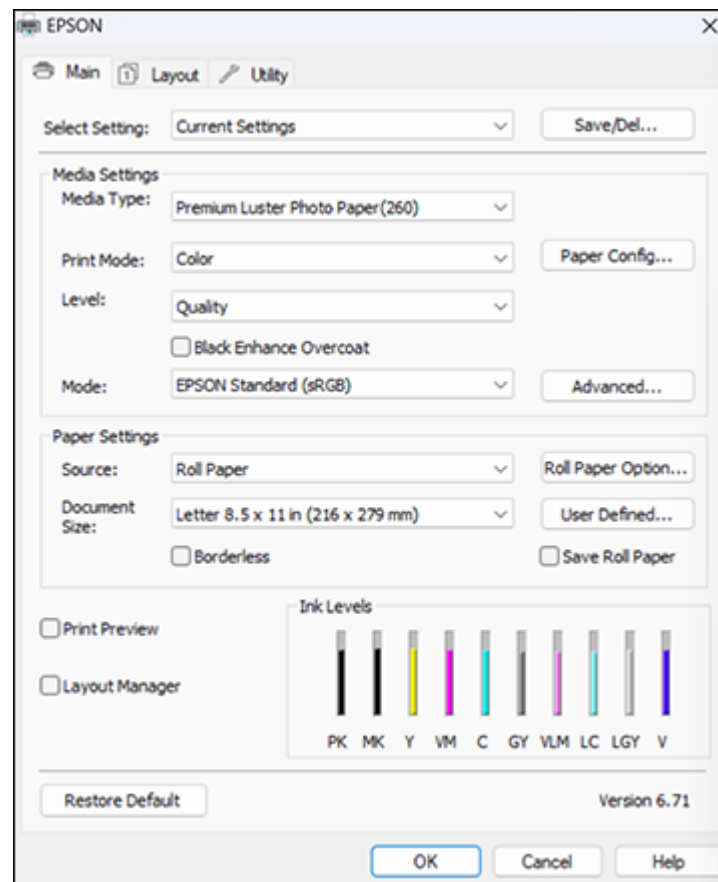 EPSON
Main Layout Utility
Select Setting: Current Settings Save/Del...
Media Settings
Media Type: Premium Luster Photo Paper(260)
Print Mode: Color Paper Config...
Level: Quality
Black Enhance Overcoat
Mode: EPSON Standard (sRGB) Advanced...
Paper Settings
Source: Roll Paper Roll Paper Option...
Document Size: Letter 8.5 x 11 in (216 x 279 mm) User Defined...
Borderless Save Roll Paper
Ink Levels
Print Preview
Layout Manager
PK MK Y VM C GY VLM LC LGY V
Restore Default Version 6.71
OK Cancel Help